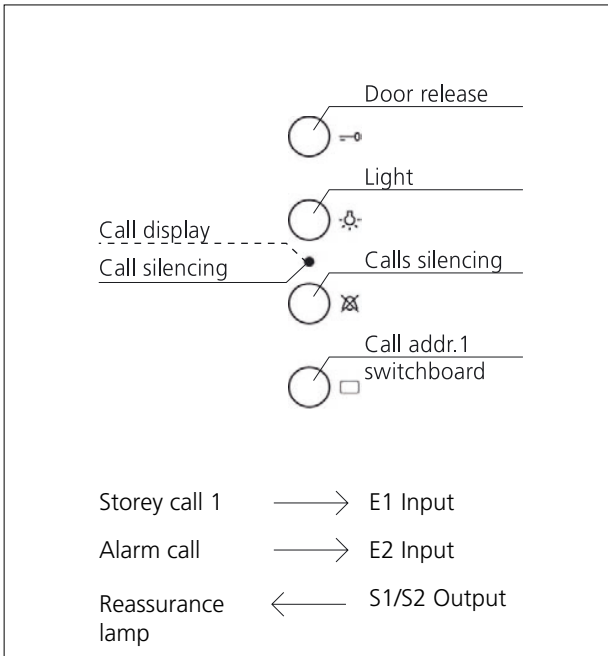 Door release
Light
Call display
Call silencing
Calls silencing
Call addr.1
switchboard
Storey call 1
E1 Input
Alarm call
E2 Input
Reassurance
lamp
S1/S2 Output